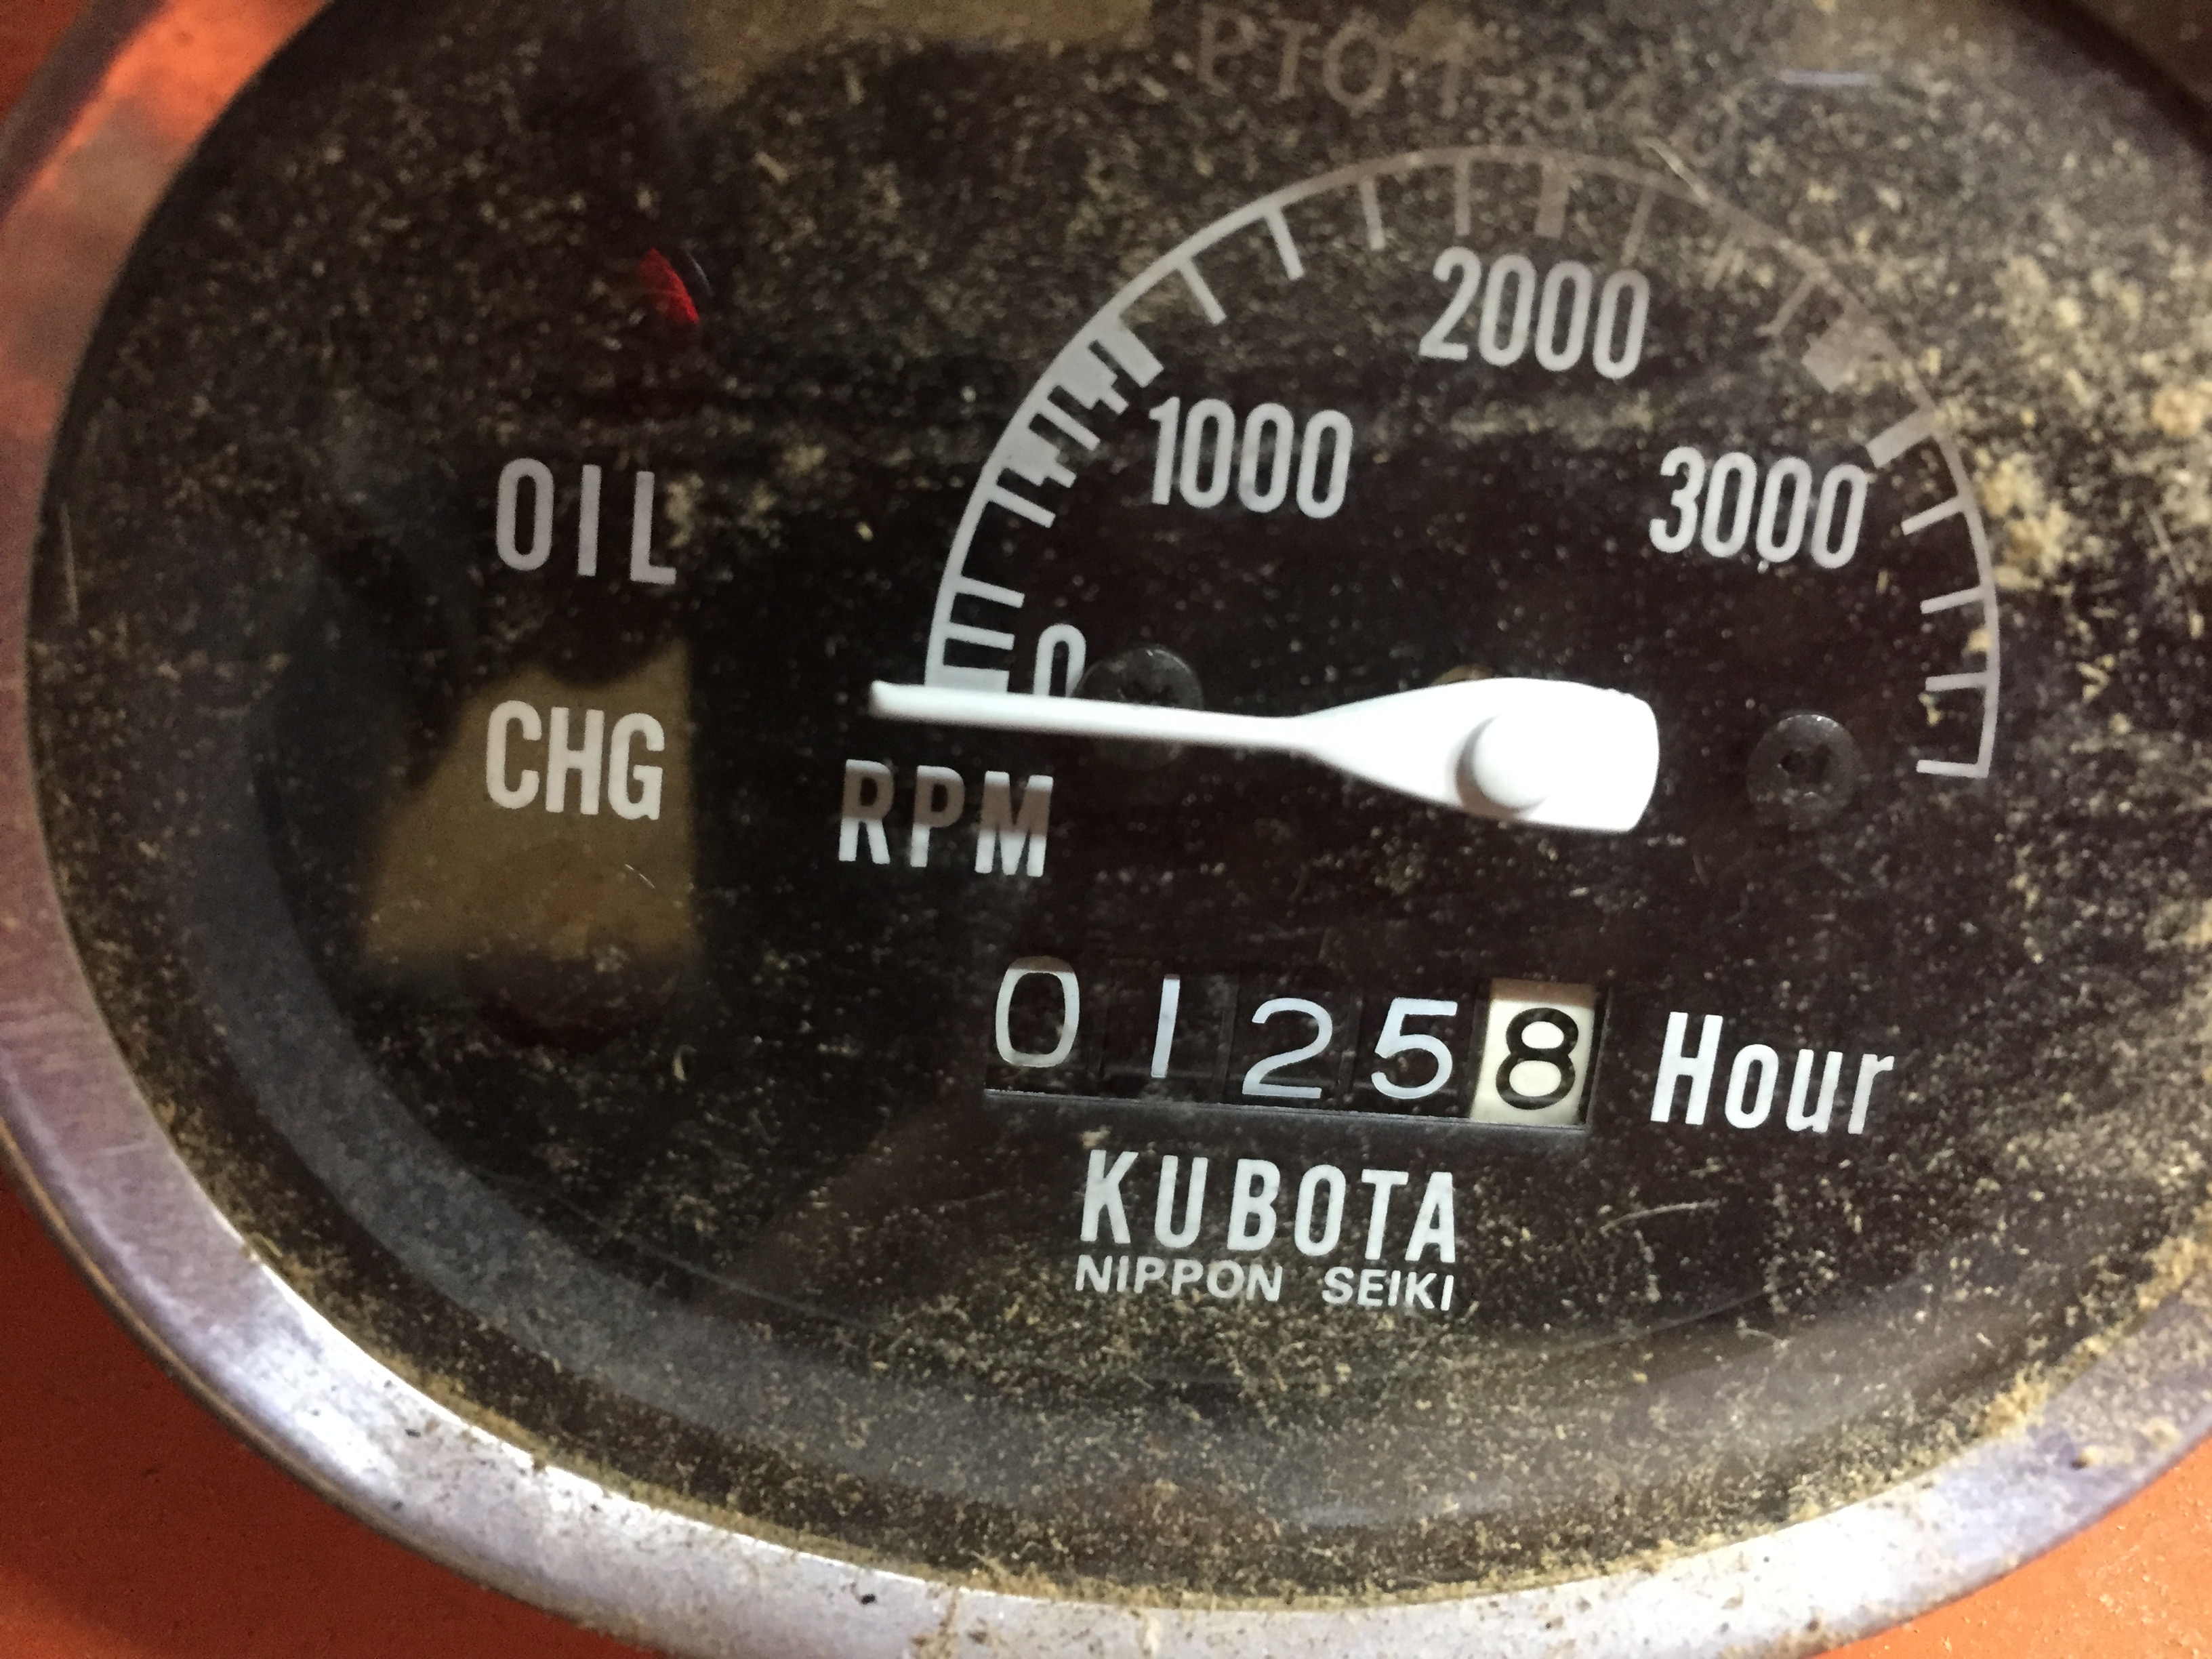 OIL
CHG
0
1000
2000
3000
RPM
01258 Hour
KUBOTA
NIPPON SEIKI